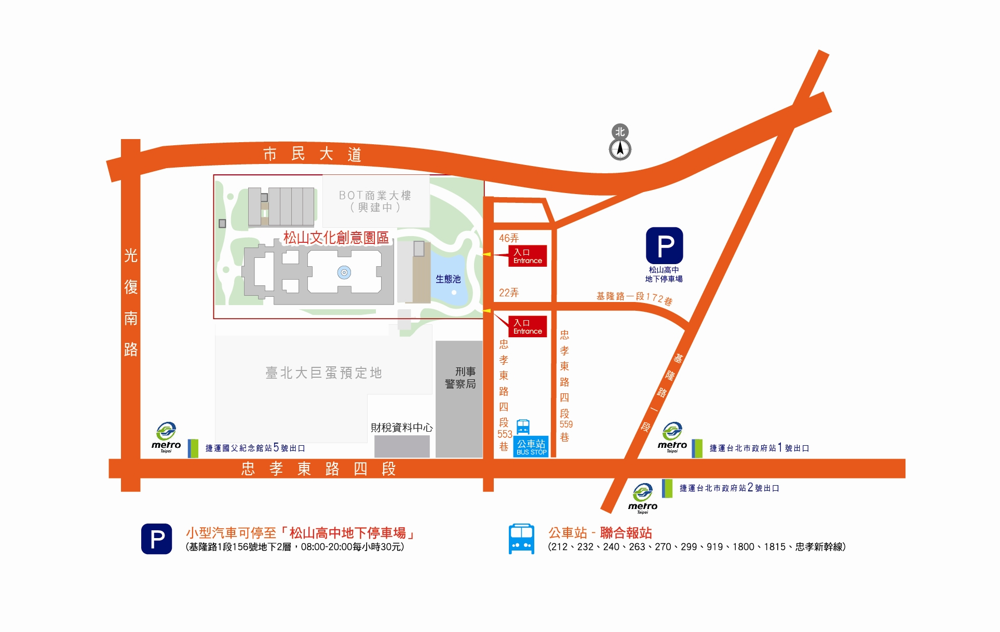 北
市民大道
BOT商業大樓
（興建中）
松山文化創意園區
46弄
入口
Entrance
生態池
22弄
入口
Entrance
松山高中
地下停車場
P
基隆路一段172巷
光復南路
臺北大巨蛋預定地
刑事
警察局
忠孝東路四段553巷
忠孝東路四段559巷
基隆路一段
財稅資料中心
公車站
BUS STOP
metro
Taipei
捷運國父紀念館站5號出口
metro
Taipei
捷運台北市政府站1號出口
忠孝東路四段
metro
Taipei
捷運台北市政府站2號出口
P
小型汽車可停至「松山高中地下停車場」
(基隆路1段156號地下2層，08:00-20:00每小時30元)
公車站 - 聯合報站
(212、232、240、263、270、299、919、1800、1815、忠孝新幹線)